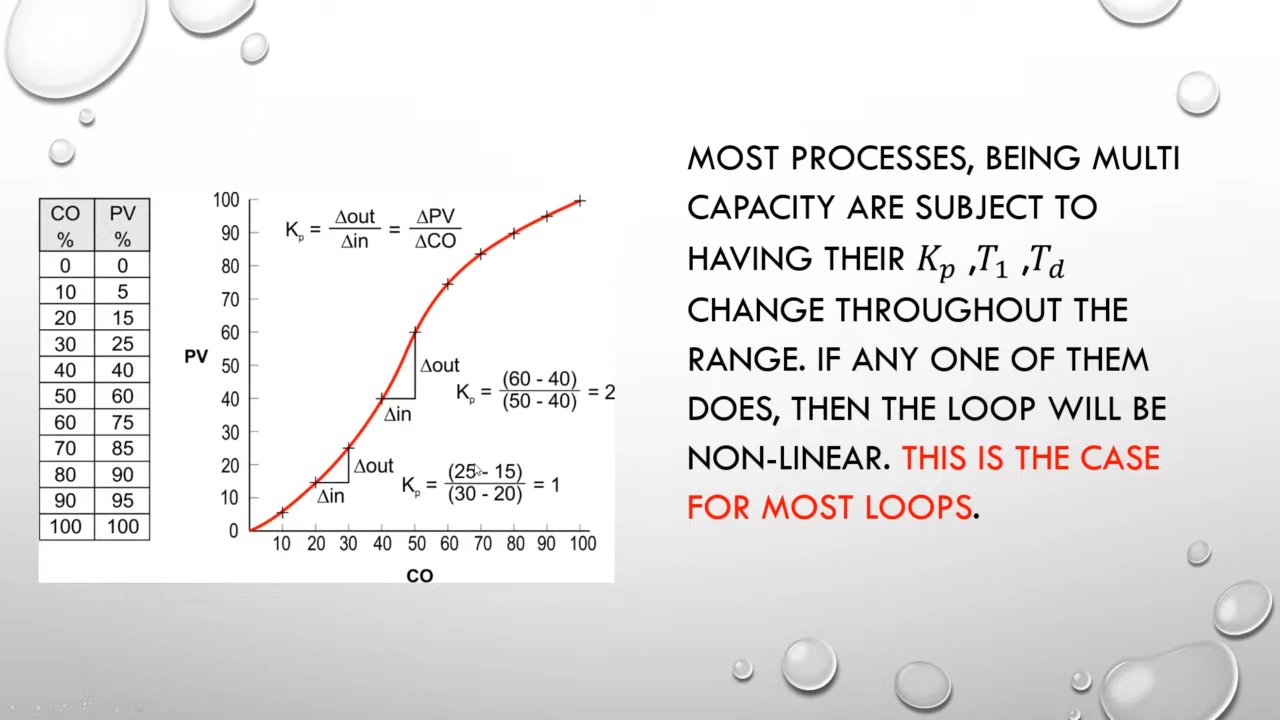 CO PV
% %
0 0
10 5
20 15
30 25
40 40
50 60
60 75
70 85
80 90
90 95
100 100
100
90
80
70
60
50
40
30
20
10
0
PV
Kp = Δout / Δin = ΔPV / ΔCO
Δout
Δin
Kp = (60 - 40) / (50 - 40) = 2
Δout
Δin
Kp = (25 - 15) / (30 - 20) = 1
10 20 30 40 50 60 70 80 90 100
CO
MOST PROCESSES, BEING MULTI
CAPACITY ARE SUBJECT TO
HAVING THEIR Kp ,T1 ,Td
CHANGE THROUGHOUT THE
RANGE. IF ANY ONE OF THEM
DOES, THEN THE LOOP WILL BE
NON-LINEAR. THIS IS THE CASE
FOR MOST LOOPS.